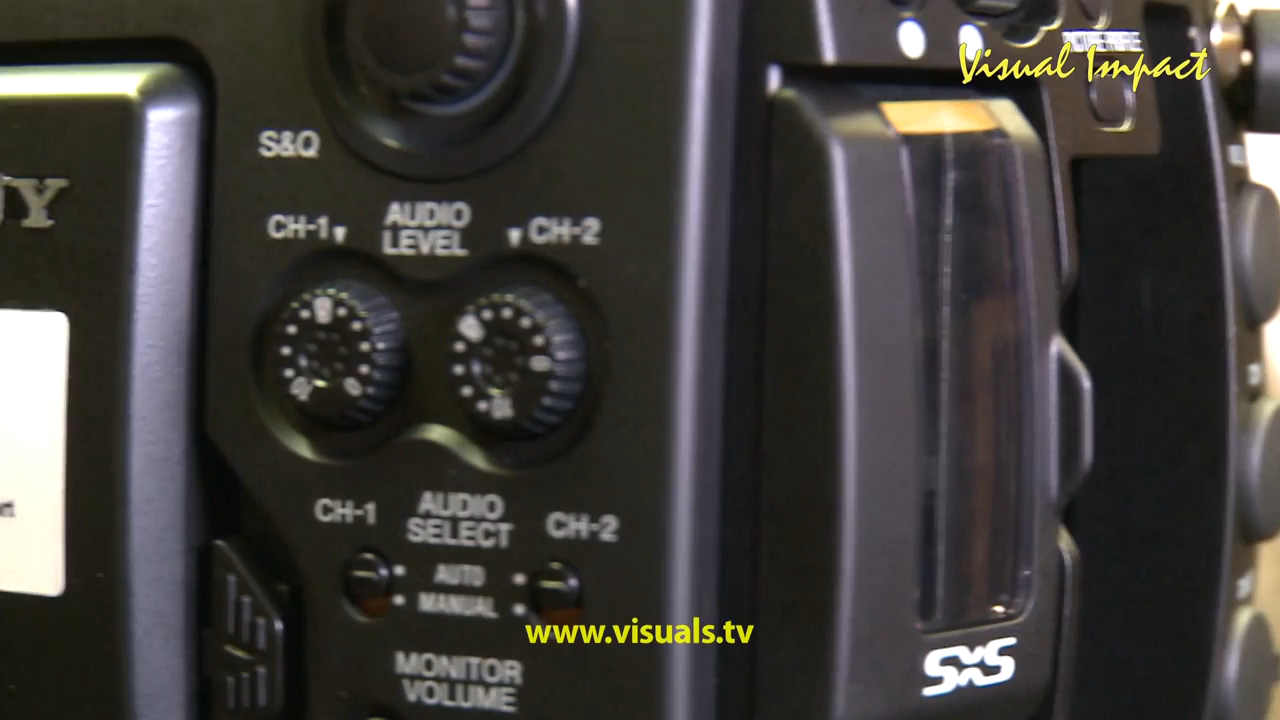 Visual Impact
S&Q
CH-1
AUDIO
LEVEL
CH-2
CH-1
AUDIO
SELECT
CH-2
AUTO
MANUAL
www.visuals.tv
MONITOR
VOLUME
SXS